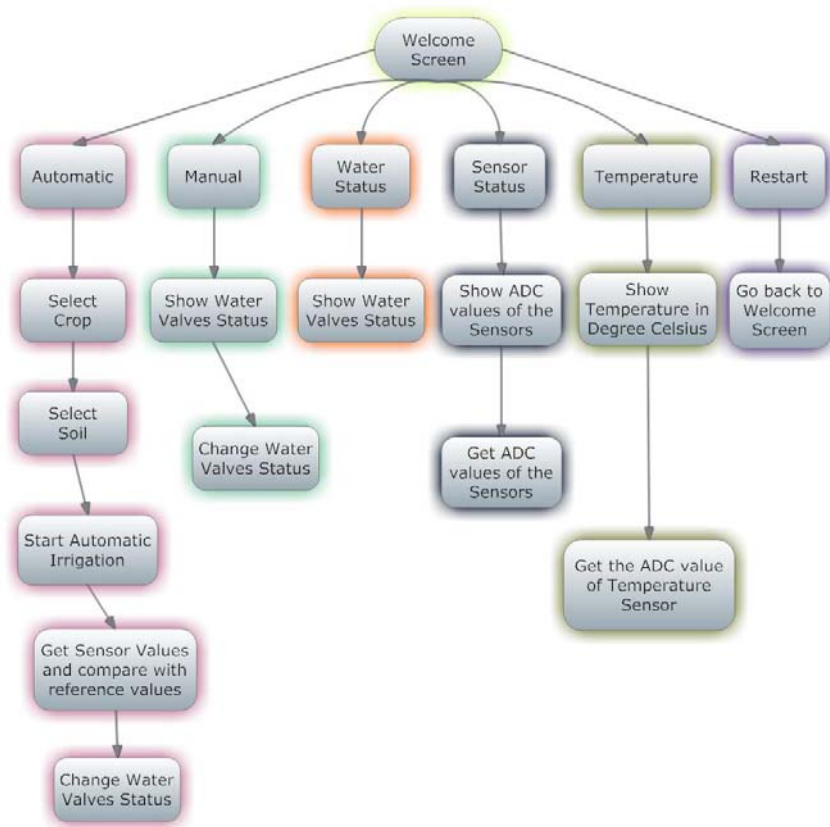 Welcome
Screen
Automatic
Manual
Water
Status
Sensor
Status
Temperature
Restart
Select
Crop
Show Water
Valves Status
Show Water
Valves Status
Show ADC
values of the
Sensors
Show
Temperature in
Degree Celsius
Go back to
Welcome
Screen
Select
Soil
Change Water
Valves Status
Get ADC
values of the
Sensors
Start Automatic
Irrigation
Get the ADC value
of Temperature
Sensor
Get Sensor Values
and compare with
reference values
Change Water
Valves Status